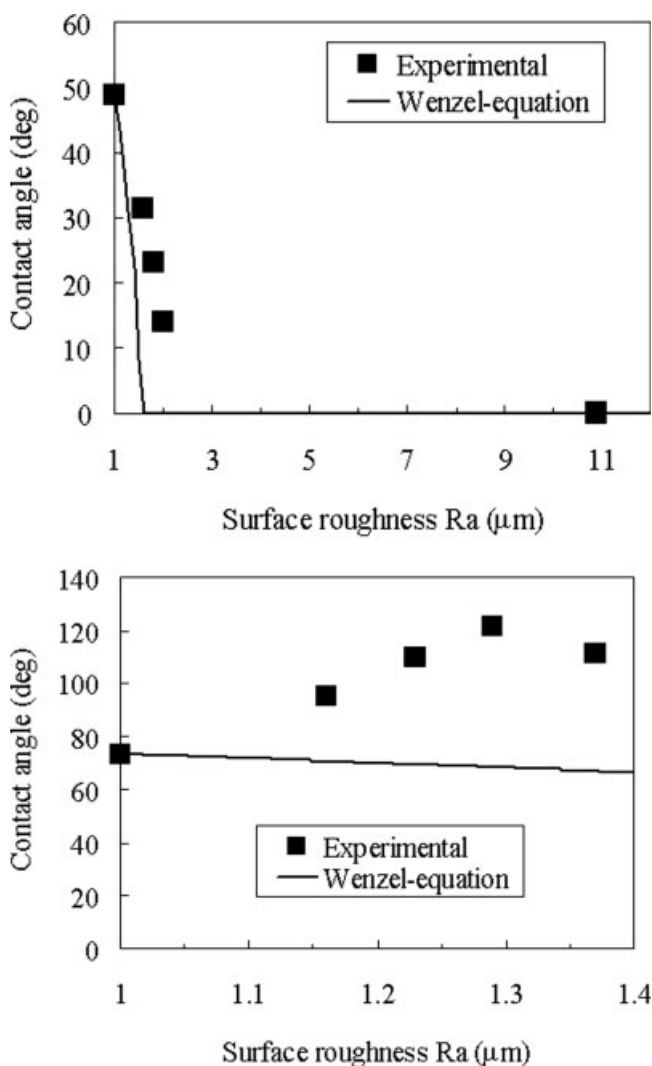 60
50
40
30
20
10
0
Contact angle (deg)
Experimental
Wenzel-equation
1 3 5 7 9 11
Surface roughness Ra (μm)
140
120
100
80
60
40
20
0
Contact angle (deg)
Experimental
Wenzel-equation
1 1.1 1.2 1.3 1.4
Surface roughness Ra (μm)